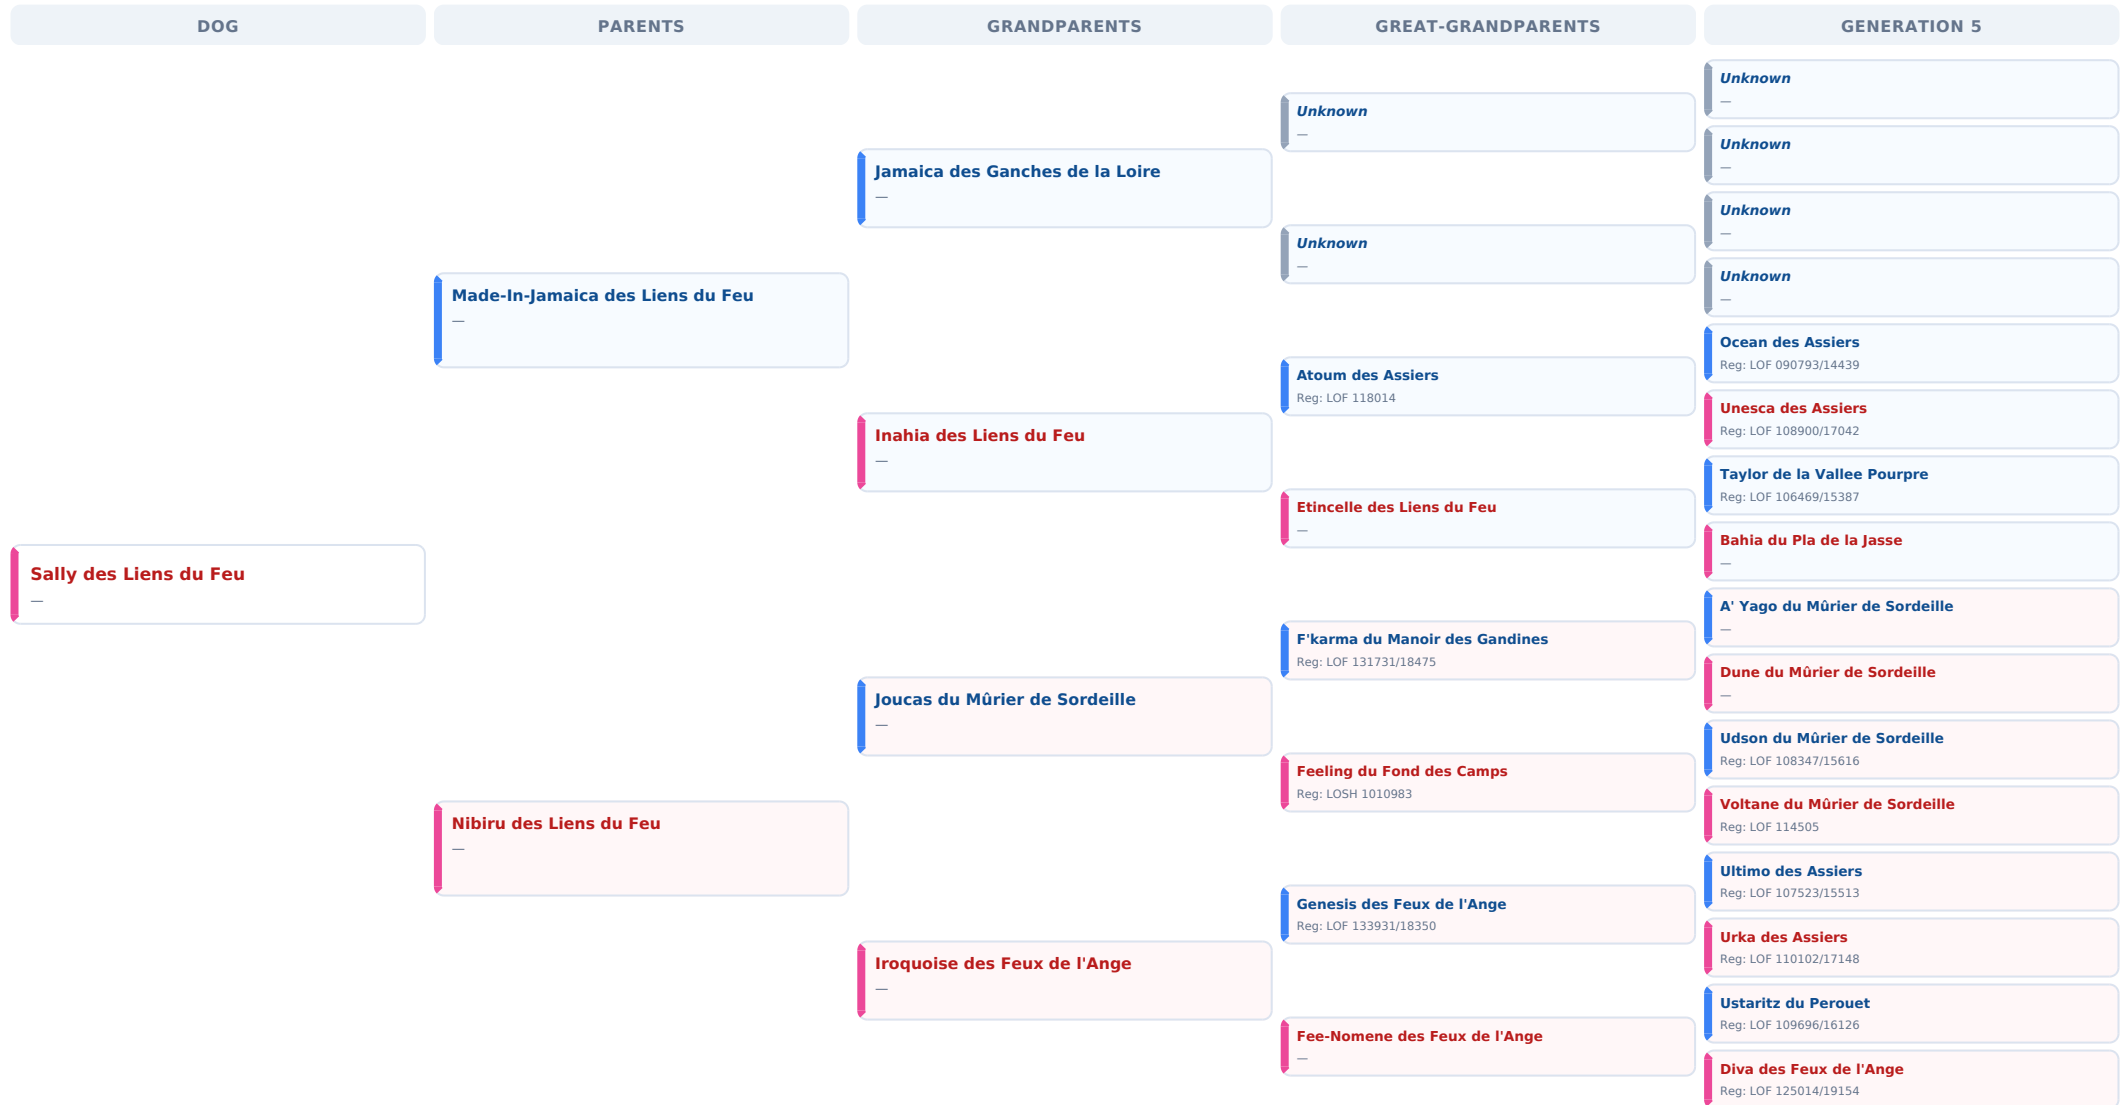 DOG
PARENTS
GRANDPARENTS
GREAT-GRANDPARENTS
GENERATION 5
Sally des Liens du Feu
—
Made-In-Jamaica des Liens du Feu
—
Nibiru des Liens du Feu
—
Jamaica des Ganches de la Loire
—
Inahia des Liens du Feu
—
Joucas du Mûrier de Sordeille
—
Iroquoise des Feux de l'Ange
—
Unknown
—
Unknown
—
Atoum des Assiers
Reg: LOF 118014
Etincelle des Liens du Feu
—
F'karma du Manoir des Gandines
Reg: LOF 131731/18475
Feeling du Fond des Camps
Reg: LOSH 1010983
Genesis des Feux de l'Ange
Reg: LOF 133931/18350
Fee-Nomene des Feux de l'Ange
—
Unknown
—
Unknown
—
Unknown
—
Unknown
—
Ocean des Assiers
Reg: LOF 090793/14439
Unesca des Assiers
Reg: LOF 108900/17042
Taylor de la Vallee Pourpre
Reg: LOF 106469/15387
Bahia du Pla de la Jasse
—
A' Yago du Mûrier de Sordeille
—
Dune du Mûrier de Sordeille
—
Udson du Mûrier de Sordeille
Reg: LOF 108347/15616
Voltane du Mûrier de Sordeille
Reg: LOF 114505
Ultimo des Assiers
Reg: LOF 107523/15513
Urka des Assiers
Reg: LOF 110102/17148
Ustaritz du Perouet
Reg: LOF 109696/16126
Diva des Feux de l'Ange
Reg: LOF 125014/19154